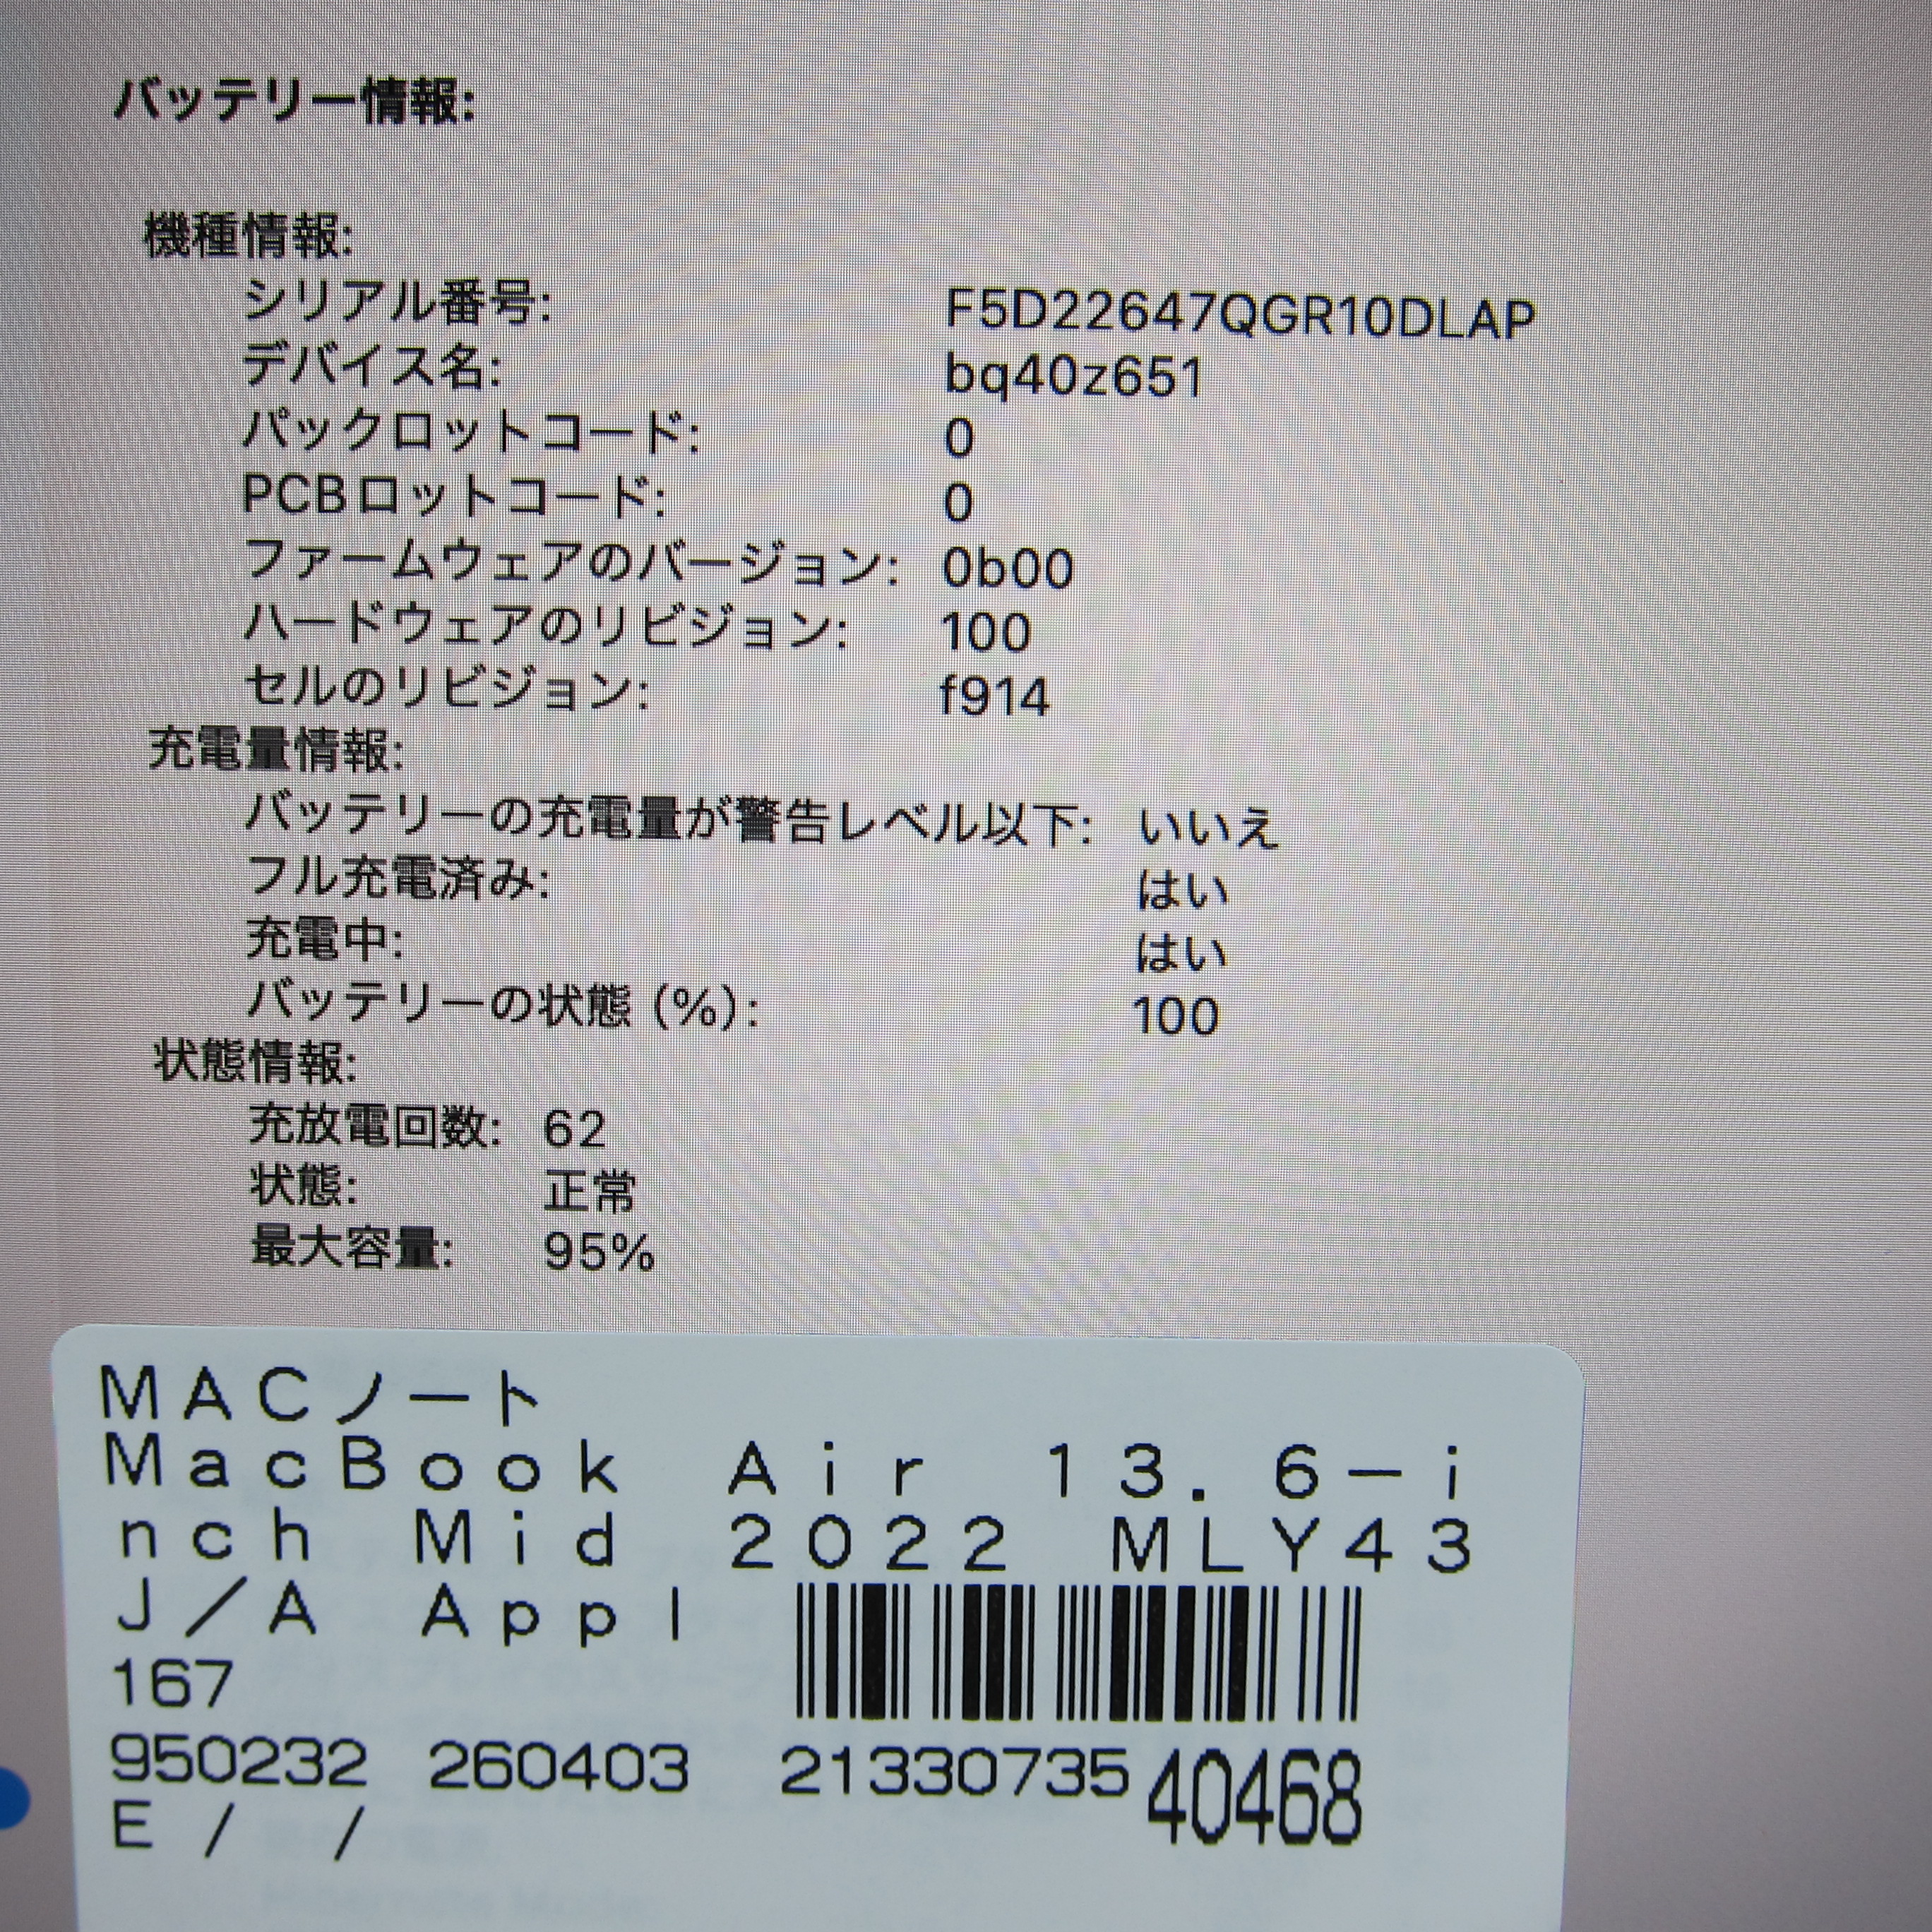 バッテリー情報:
機種情報:
シリアル番号: F5D22647QGR10DLAP
デバイス名: bq40z651
パックロットコード: 0
PCBロットコード: 0
ファームウェアのバージョン: 0b00
ハードウェアのリビジョン: 100
セルのリビジョン: f914
充電量情報:
バッテリーの充電量が警告レベル以下: いいえ
フル充電済み: はい
充電中: はい
バッテリーの状態 (%): 100
状態情報:
充放電回数: 62
状態: 正常
最大容量: 95%
MACノート
MacBook Air 13.6-i
nch Mid 2022 MLY43
J/A Appl
167
950232 260403 2133073540468
E / /